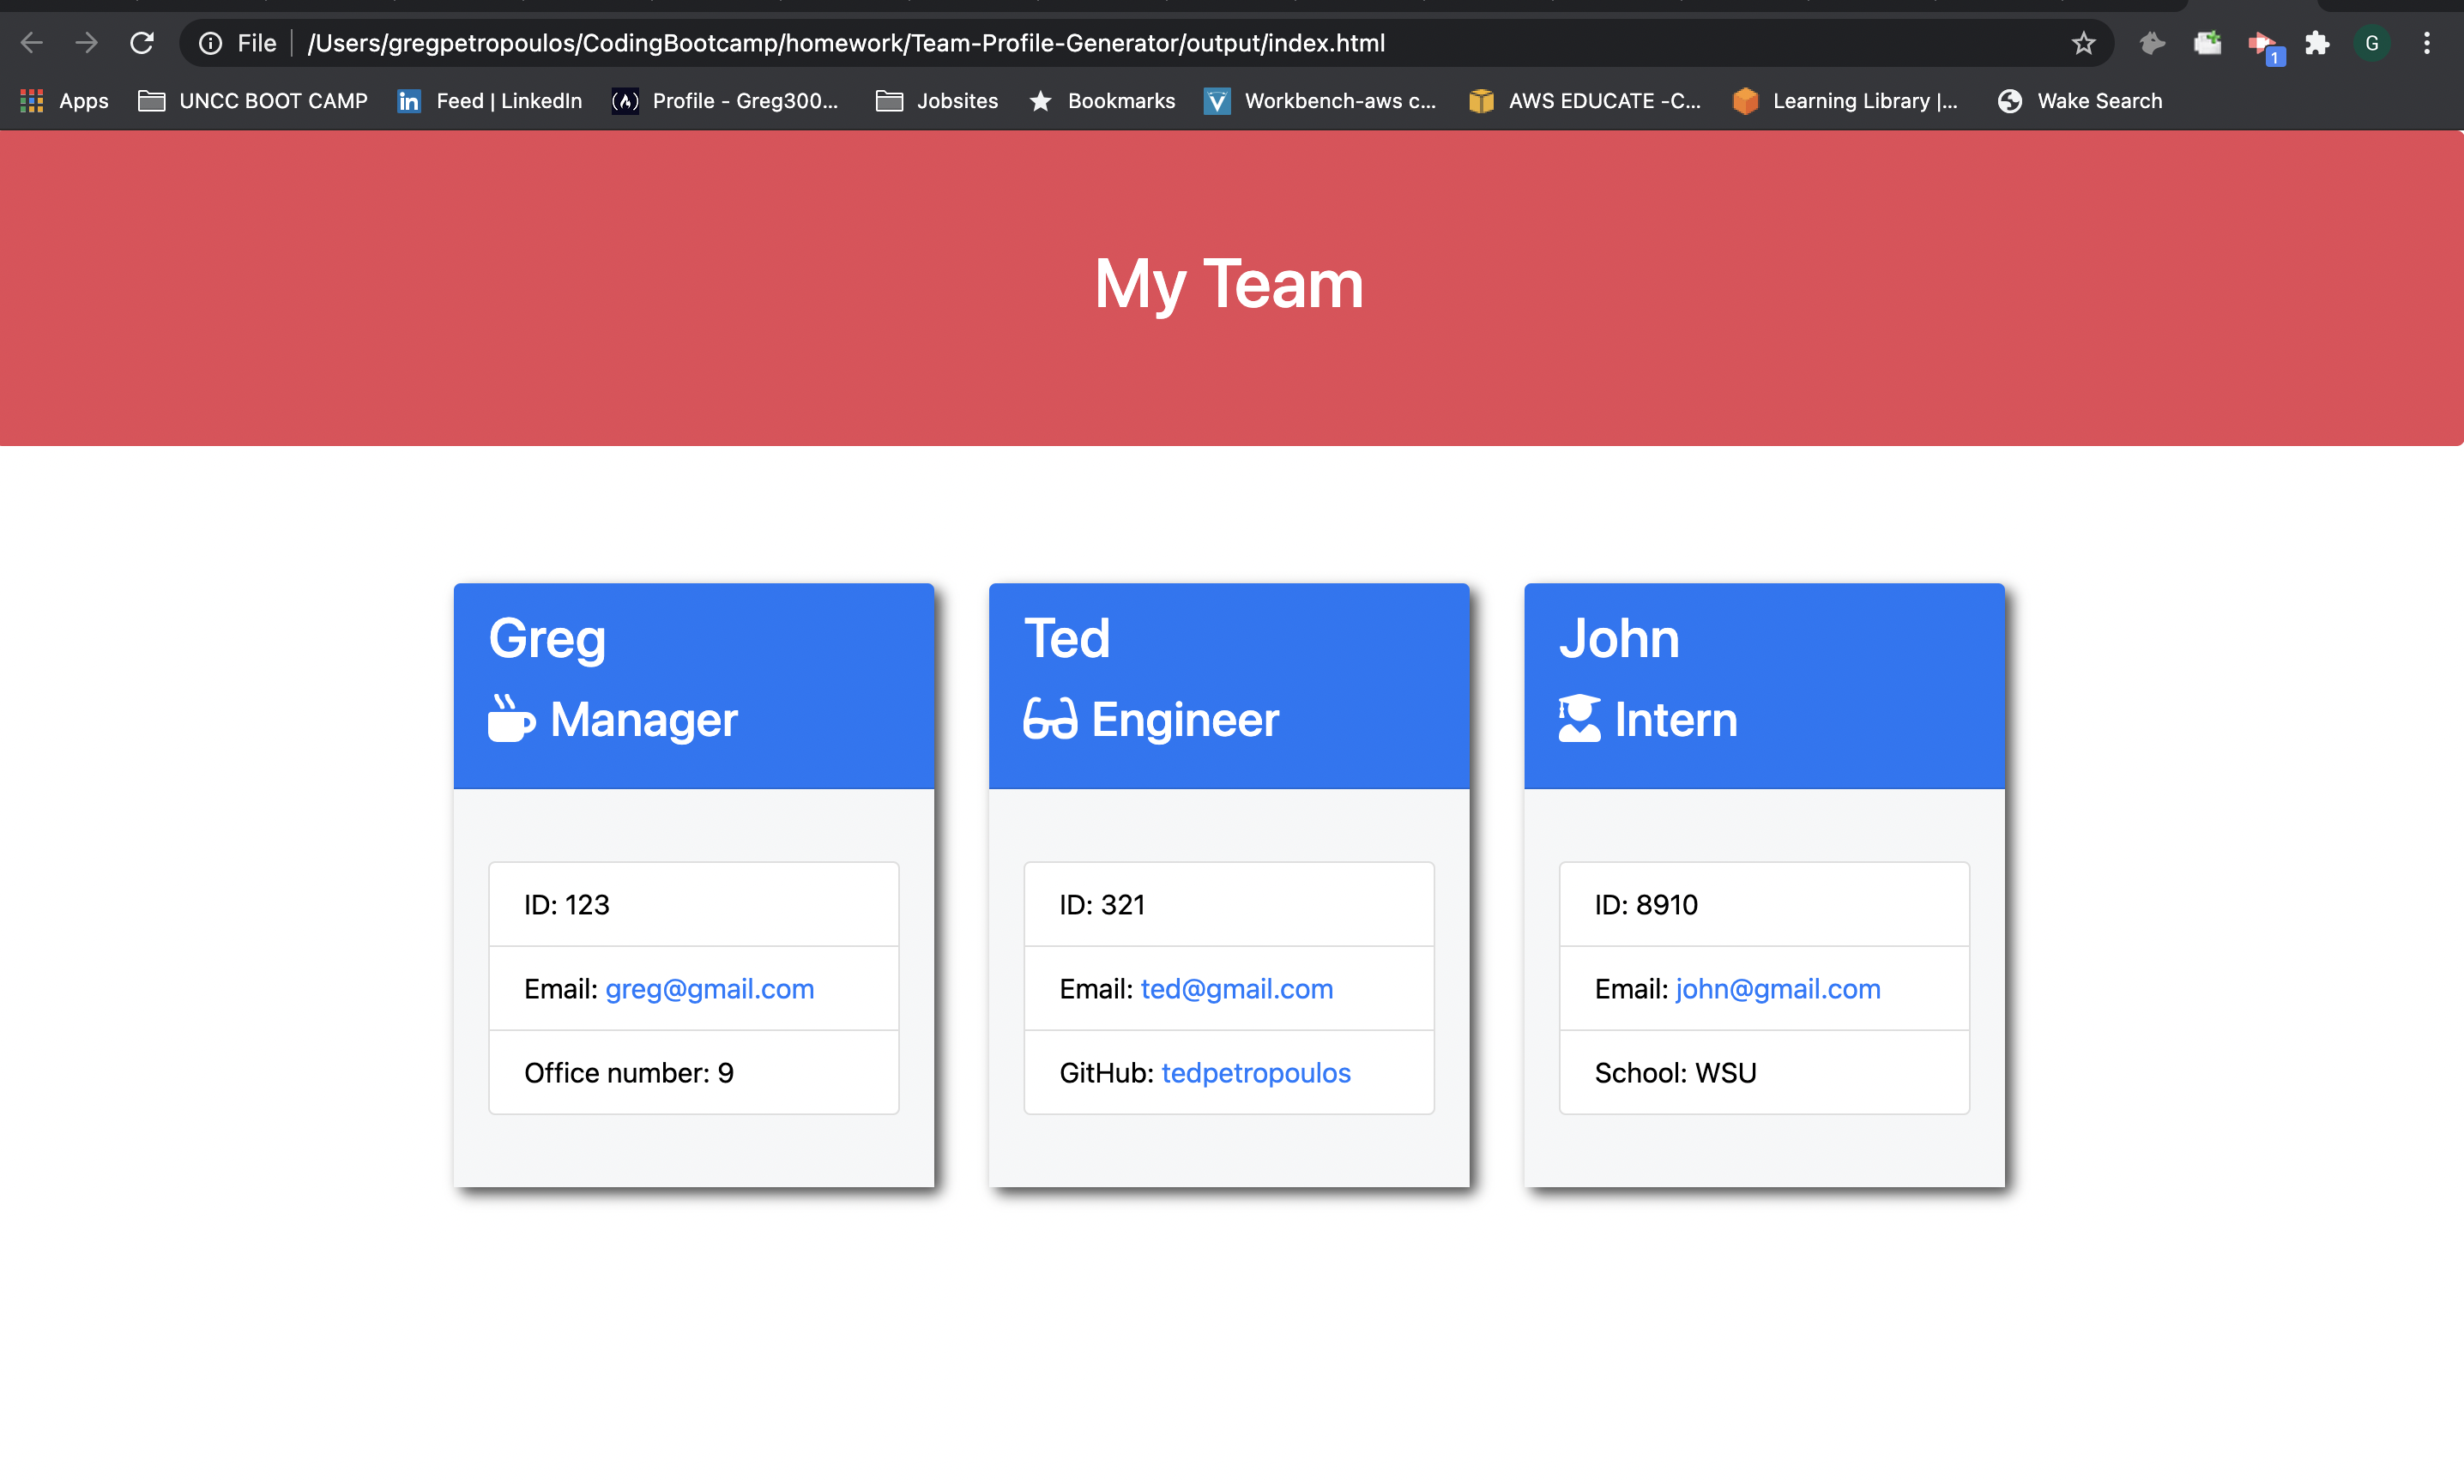 File /Users/gregpetropoulos/CodingBootcamp/homework/Team-Profile-Generator/output/index.html
1
G
Apps UNCC BOOT CAMP Feed | LinkedIn Profile - Greg300... Jobsites Bookmarks Workbench-aws c... AWS EDUCATE -C... Learning Library |... Wake Search
My Team
Greg
Manager
ID: 123
Email: greg@gmail.com
Office number: 9
Ted
Engineer
ID: 321
Email: ted@gmail.com
GitHub: tedpetropoulos
John
Intern
ID: 8910
Email: john@gmail.com
School: WSU